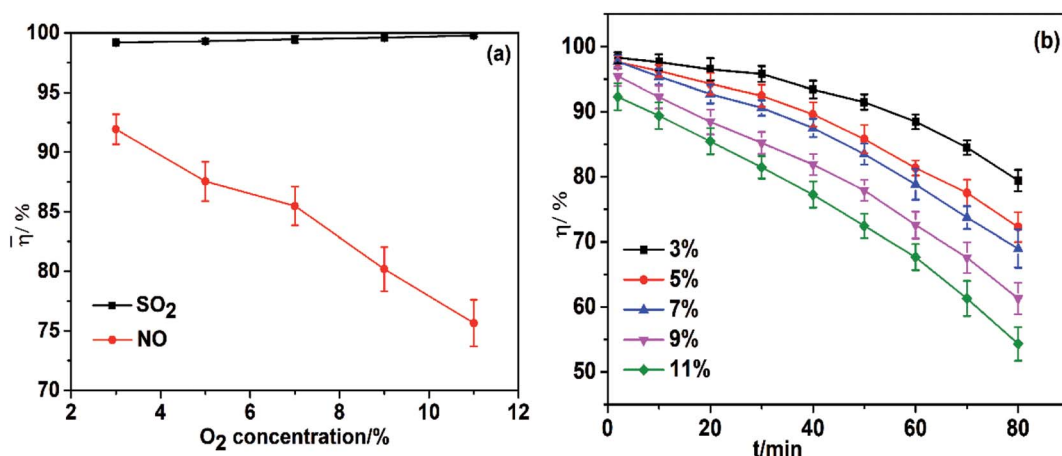 100
95
90
85
80
75
70
2 4 6 8 10 12
η̅/ %
O₂ concentration/%
(a)
SO₂
NO
100
90
80
70
60
50
0 20 40 60 80
η/ %
t/min
(b)
3%
5%
7%
9%
11%